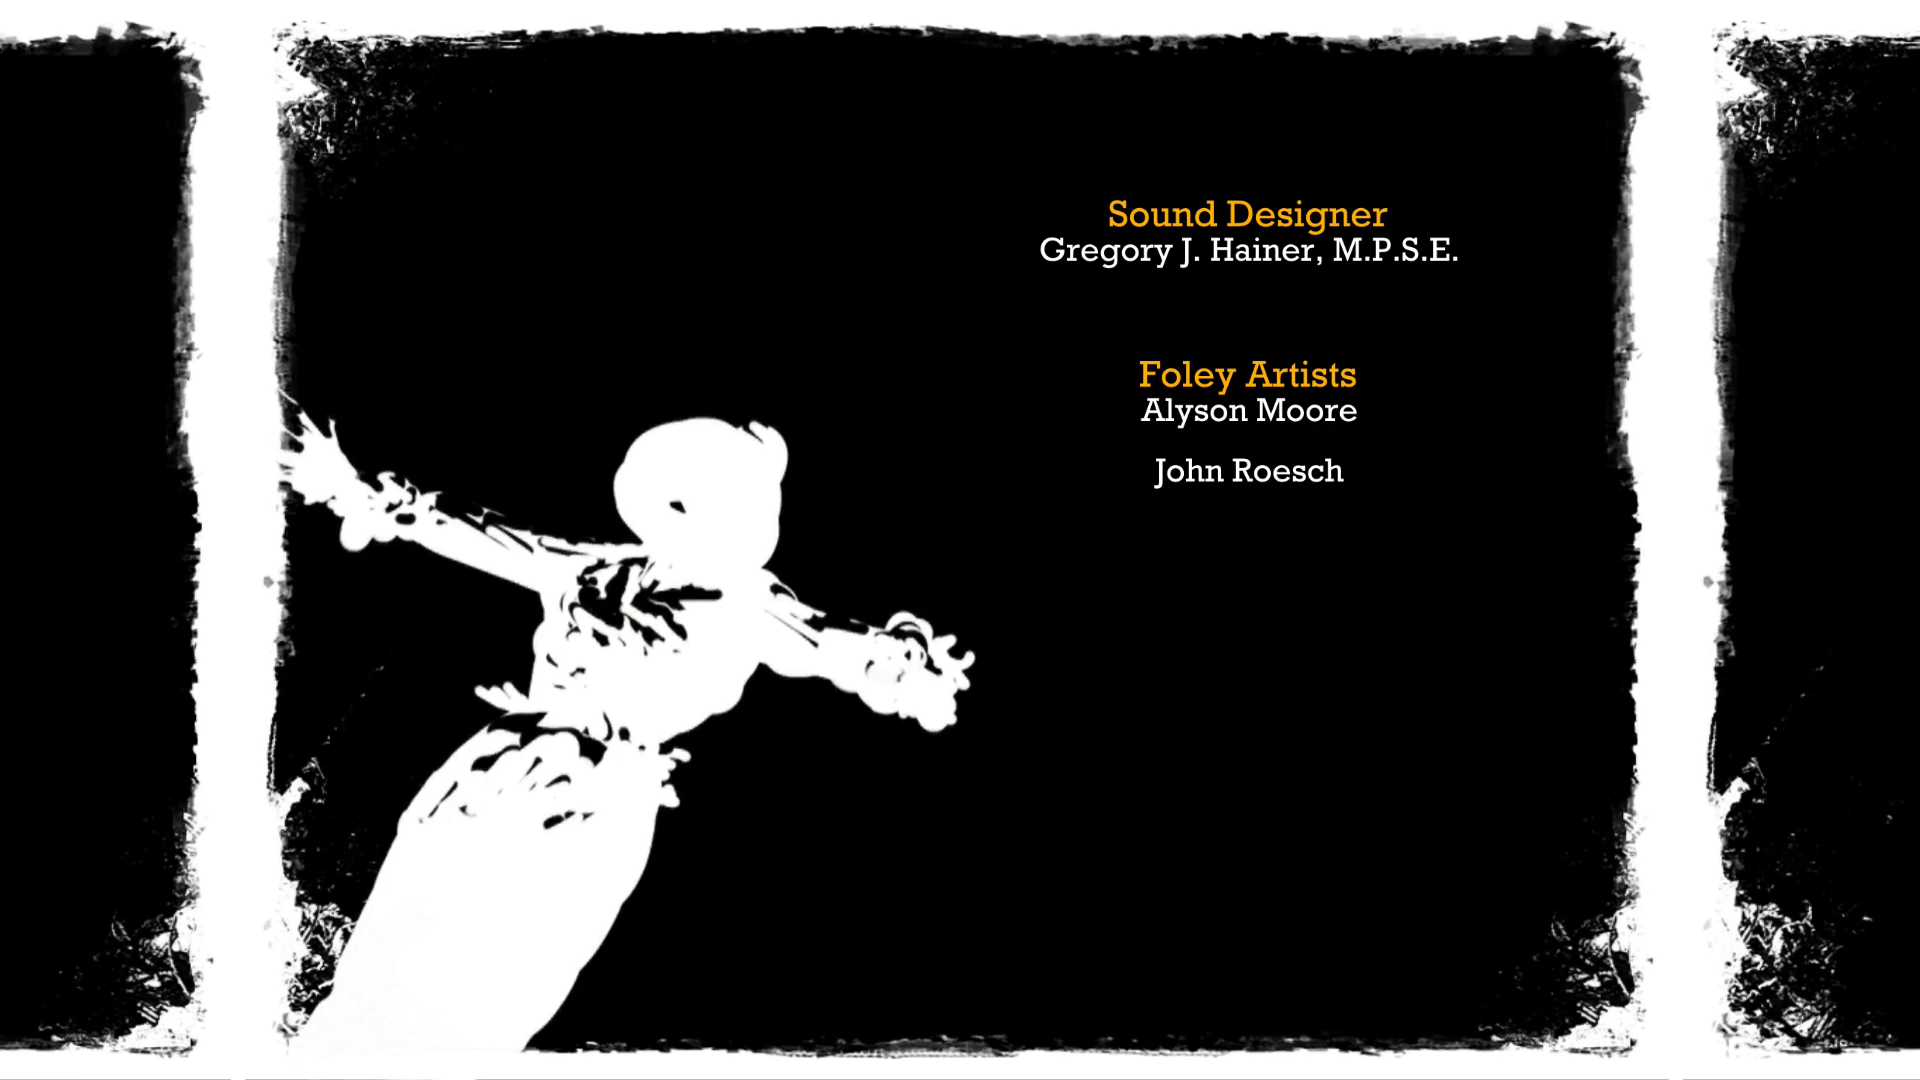 Sound Designer
Gregory J. Hainer, M.P.S.E.
Foley Artists
Alyson Moore
John Roesch